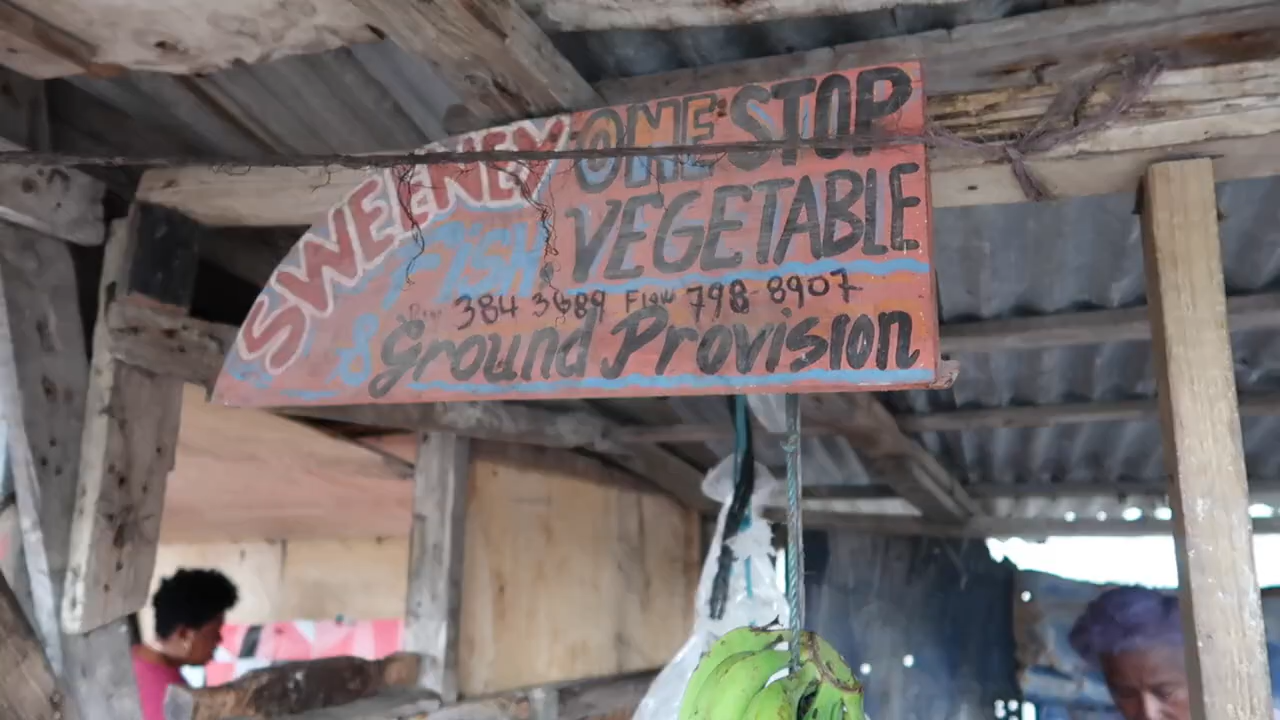 SWEENEY
ONE STOP
FISH, VEGETABLE
384 3689 Flow 798-8907
& Ground Provision